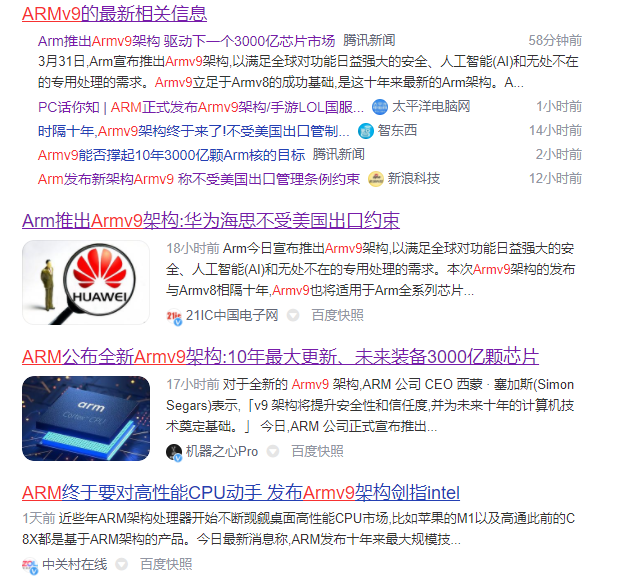 ARMv9的最新相关信息
Arm推出Armv9架构 驱动下一个3000亿芯片市场 腾讯新闻 58分钟前
3月31日,Arm宣布推出Armv9架构,以满足全球对功能日益强大的安全、人工智能(AI)和无处不在
的专用处理的需求。Armv9立足于Armv8的成功基础,是这十年来最新的Arm架构。A...
PC话你知 | ARM正式发布Armv9架构/手游LOL国服... 太平洋电脑网 1小时前
时隔十年,Armv9架构终于来了!不受美国出口管制... 智东西 14小时前
Armv9能否撑起10年3000亿颗Arm核的目标 腾讯新闻 2小时前
Arm发布新架构Armv9 称不受美国出口管理条例约束 新浪科技 12小时前
Arm推出Armv9架构:华为海思不受美国出口约束
HUAWEI
18小时前 Arm今日宣布推出Armv9架构,以满足全球对功能日益强大的安
全、人工智能(AI)和无处不在的专用处理的需求。本次Armv9架构的发布
与Armv8相隔十年,Armv9也将适用于Arm全系列芯片...
21IC中国电子网 百度快照
ARM公布全新Armv9架构:10年最大更新、未来装备3000亿颗芯片
arm
Cortex-CPU
17小时前 对于全新的 Armv9 架构,ARM 公司 CEO 西蒙 · 塞加斯(Simon
Segars)表示,「v9 架构将提升安全性和信任度,并为未来十年的计算机技
术奠定基础。」 今日,ARM 公司正式宣布推出...
机器之心Pro 百度快照
ARM终于要对高性能CPU动手 发布Armv9架构剑指intel
1天前 近些年ARM架构处理器开始不断觊觎桌面高性能CPU市场,比如苹果的M1以及高通此前的C
8X都是基于ARM架构的产品。今日最新消息称,ARM发布十年来最大规模技...
中关村在线 百度快照